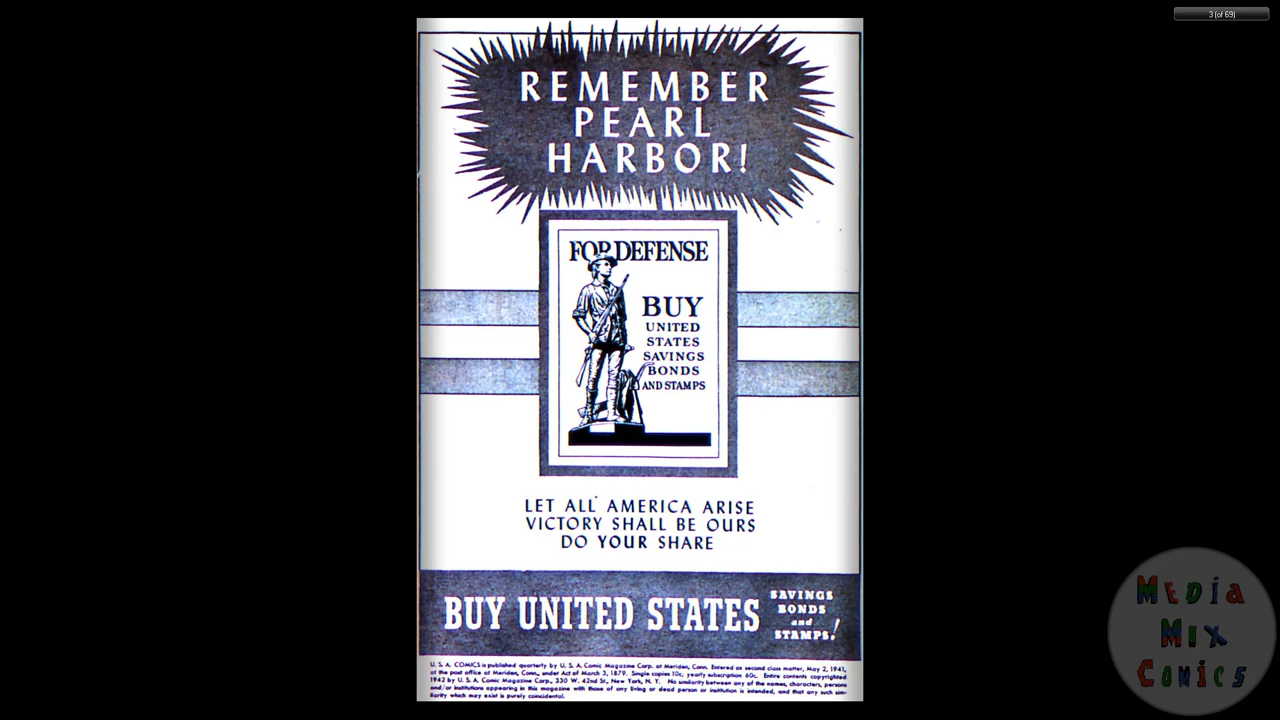 3 (of 69)
REMEMBER
PEARL
HARBOR!
FOR DEFENSE
BUY
UNITED
STATES
SAVINGS
BONDS
AND STAMPS
LET ALL AMERICA ARISE
VICTORY SHALL BE OURS
DO YOUR SHARE
BUY UNITED STATES SAVINGS
BONDS
and
STAMPS!
U. S. A. COMICS is published quarterly by U. S. A. Comic Magazine Corp. at Meriden, Conn. Entered as second class matter, May 2, 1941,
at the post office at Meriden, Conn., under Act of March 3, 1879. Single copies 10c, yearly subscription 60c. Entire contents copyrighted
1942 by U. S. A. Comic Magazine Corp., 330 W. 42nd St., New York, N. Y. No similarity between any of the names, characters, persons
and/or institutions appearing in this magazine with those of any living or dead person or institution is intended, and that any such sim-
ilarity which may exist is purely coincidental.
MEDiA
MIX
COMiCS